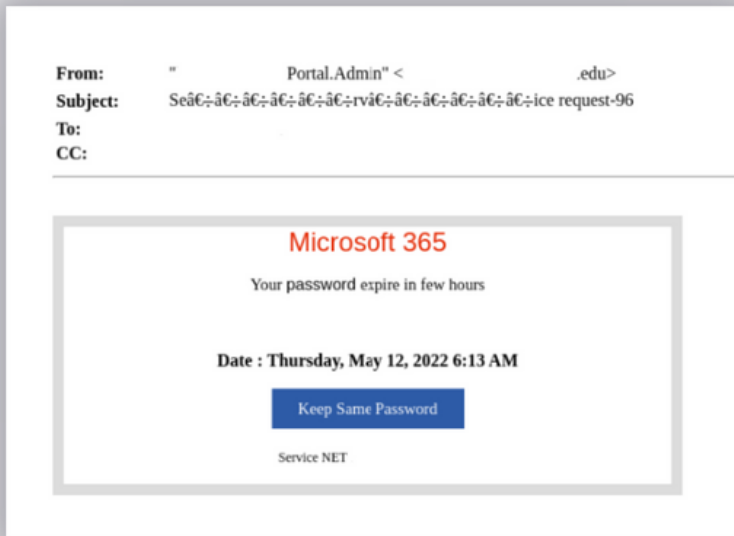 From: " Portal.Admin" < .edu>
Subject: Seâ€÷â€÷â€÷â€÷â€÷â€÷rvâ€÷â€÷â€÷â€÷â€÷â€÷ice request-96
To:
CC:
Microsoft 365
Your password expire in few hours
Date : Thursday, May 12, 2022 6:13 AM
Keep Same Password
Service NET